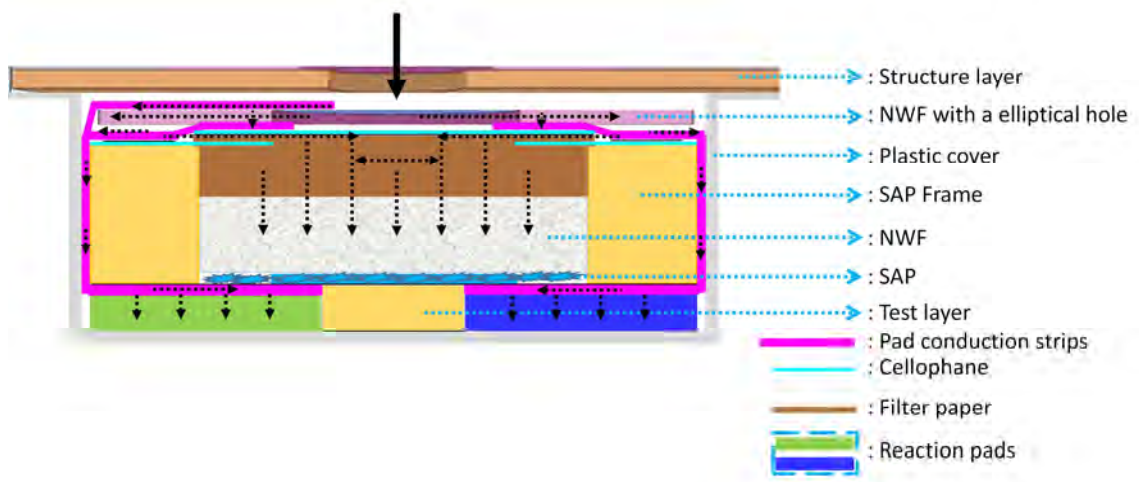 : Structure layer
: NWF with a elliptical hole
: Plastic cover
: SAP Frame
: NWF
: SAP
: Test layer
: Pad conduction strips
: Cellophane
: Filter paper
: Reaction pads